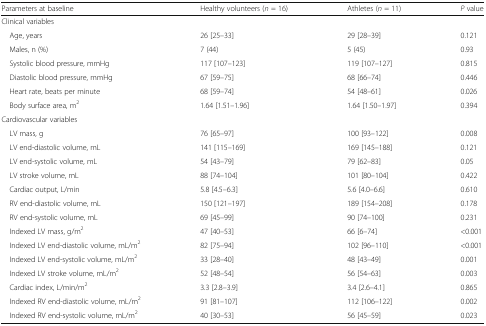 Parameters at baseline Healthy volunteers (n = 16) Athletes (n = 11) P value
Clinical variables
Age, years 26 [25–33] 29 [28–39] 0.121
Males, n (%) 7 (44) 5 (45) 0.93
Systolic blood pressure, mmHg 117 [107–123] 119 [107–127] 0.815
Diastolic blood pressure, mmHg 67 [59–75] 68 [66–74] 0.446
Heart rate, beats per minute 68 [59–74] 54 [48–61] 0.026
Body surface area, m² 1.64 [1.51–1.96] 1.64 [1.50–1.97] 0.394
Cardiovascular variables
LV mass, g 76 [65–97] 100 [93–122] 0.008
LV end-diastolic volume, mL 141 [115–169] 169 [145–188] 0.121
LV end-systolic volume, mL 54 [43–79] 79 [62–83] 0.05
LV stroke volume, mL 88 [74–104] 101 [80–104] 0.422
Cardiac output, L/min 5.8 [4.5–6.3] 5.6 [4.0–6.6] 0.610
RV end-diastolic volume, mL 150 [121–197] 189 [154–208] 0.178
RV end-systolic volume, mL 69 [45–99] 90 [74–100] 0.231
Indexed LV mass, g/m² 47 [40–53] 66 [6–74] <0.001
Indexed LV end-diastolic volume, mL/m² 82 [75–94] 102 [96–110] <0.001
Indexed LV end-systolic volume, mL/m² 33 [28–40] 48 [43–49] 0.001
Indexed LV stroke volume, mL/m² 52 [48–54] 56 [54–63] 0.003
Cardiac index, L/min/m² 3.3 [2.8–3.9] 3.4 [2.6–4.1] 0.865
Indexed RV end-diastolic volume, mL/m² 91 [81–107] 112 [106–122] 0.002
Indexed RV end-systolic volume, mL/m² 40 [30–53] 56 [45–59] 0.023